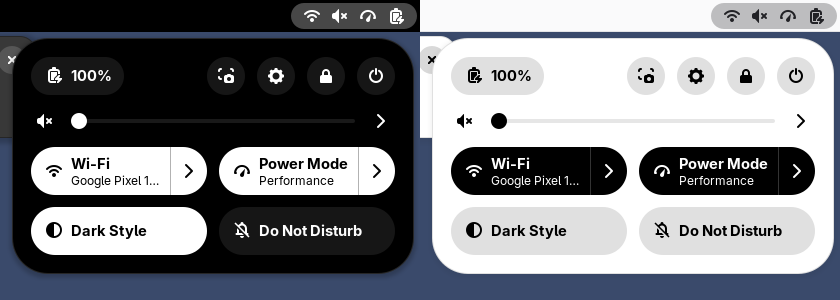 100%
Wi-Fi
Google Pixel 1...
Power Mode
Performance
Dark Style
Do Not Disturb
100%
Wi-Fi
Google Pixel 1...
Power Mode
Performance
Dark Style
Do Not Disturb